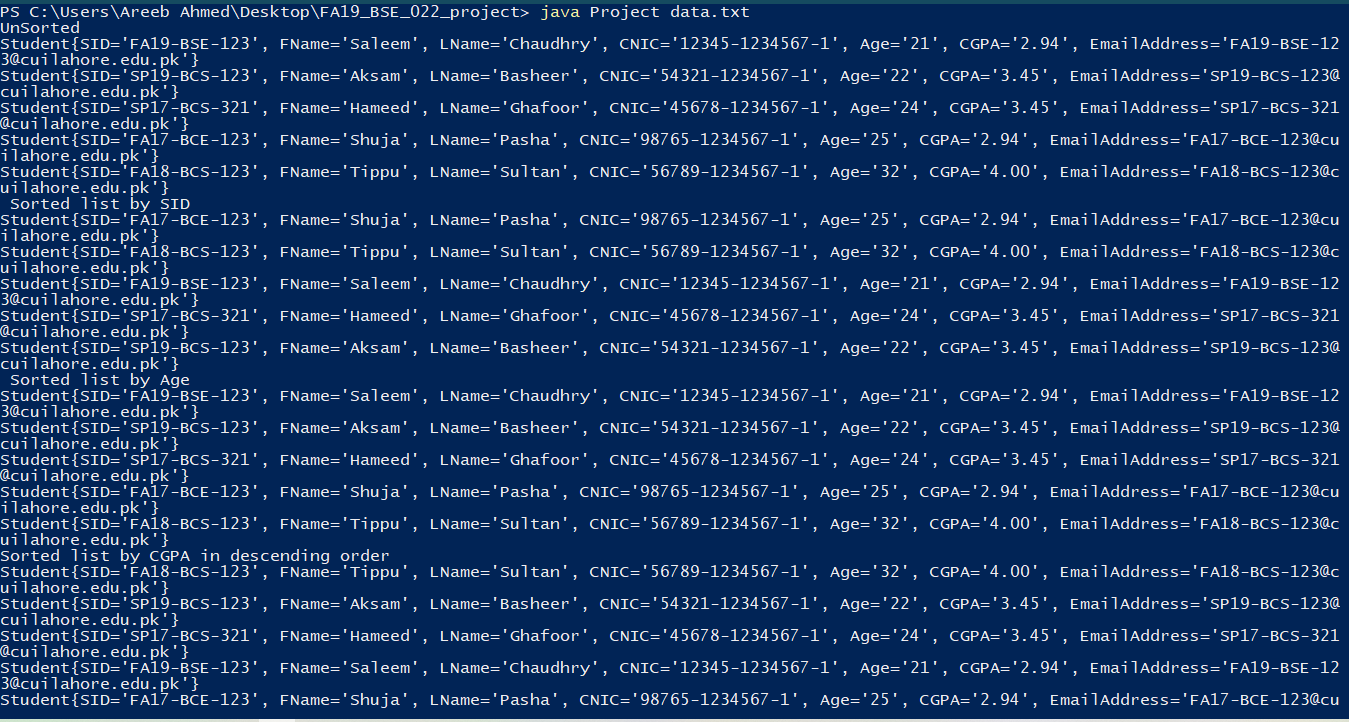 PS C:\Users\Areeb Ahmed\Desktop\FA19_BSE_022_project> java Project data.txt
UnSorted
Student{SID='FA19-BSE-123', FName='Saleem', LName='Chaudhry', CNIC='12345-1234567-1', Age='21', CGPA='2.94', EmailAddress='FA19-BSE-12
3@cuilahore.edu.pk'}
Student{SID='SP19-BCS-123', FName='Aksam', LName='Basheer', CNIC='54321-1234567-1', Age='22', CGPA='3.45', EmailAddress='SP19-BCS-123@
cuilahore.edu.pk'}
Student{SID='SP17-BCS-321', FName='Hameed', LName='Ghafoor', CNIC='45678-1234567-1', Age='24', CGPA='3.45', EmailAddress='SP17-BCS-321
@cuilahore.edu.pk'}
Student{SID='FA17-BCE-123', FName='Shuja', LName='Pasha', CNIC='98765-1234567-1', Age='25', CGPA='2.94', EmailAddress='FA17-BCE-123@cu
ilahore.edu.pk'}
Student{SID='FA18-BCS-123', FName='Tippu', LName='Sultan', CNIC='56789-1234567-1', Age='32', CGPA='4.00', EmailAddress='FA18-BCS-123@c
uilahore.edu.pk'}
 Sorted list by SID
Student{SID='FA17-BCE-123', FName='Shuja', LName='Pasha', CNIC='98765-1234567-1', Age='25', CGPA='2.94', EmailAddress='FA17-BCE-123@cu
ilahore.edu.pk'}
Student{SID='FA18-BCS-123', FName='Tippu', LName='Sultan', CNIC='56789-1234567-1', Age='32', CGPA='4.00', EmailAddress='FA18-BCS-123@c
uilahore.edu.pk'}
Student{SID='FA19-BSE-123', FName='Saleem', LName='Chaudhry', CNIC='12345-1234567-1', Age='21', CGPA='2.94', EmailAddress='FA19-BSE-12
3@cuilahore.edu.pk'}
Student{SID='SP17-BCS-321', FName='Hameed', LName='Ghafoor', CNIC='45678-1234567-1', Age='24', CGPA='3.45', EmailAddress='SP17-BCS-321
@cuilahore.edu.pk'}
Student{SID='SP19-BCS-123', FName='Aksam', LName='Basheer', CNIC='54321-1234567-1', Age='22', CGPA='3.45', EmailAddress='SP19-BCS-123@
cuilahore.edu.pk'}
 Sorted list by Age
Student{SID='FA19-BSE-123', FName='Saleem', LName='Chaudhry', CNIC='12345-1234567-1', Age='21', CGPA='2.94', EmailAddress='FA19-BSE-12
3@cuilahore.edu.pk'}
Student{SID='SP19-BCS-123', FName='Aksam', LName='Basheer', CNIC='54321-1234567-1', Age='22', CGPA='3.45', EmailAddress='SP19-BCS-123@
cuilahore.edu.pk'}
Student{SID='SP17-BCS-321', FName='Hameed', LName='Ghafoor', CNIC='45678-1234567-1', Age='24', CGPA='3.45', EmailAddress='SP17-BCS-321
@cuilahore.edu.pk'}
Student{SID='FA17-BCE-123', FName='Shuja', LName='Pasha', CNIC='98765-1234567-1', Age='25', CGPA='2.94', EmailAddress='FA17-BCE-123@cu
ilahore.edu.pk'}
Student{SID='FA18-BCS-123', FName='Tippu', LName='Sultan', CNIC='56789-1234567-1', Age='32', CGPA='4.00', EmailAddress='FA18-BCS-123@c
uilahore.edu.pk'}
Sorted list by CGPA in descending order
Student{SID='FA18-BCS-123', FName='Tippu', LName='Sultan', CNIC='56789-1234567-1', Age='32', CGPA='4.00', EmailAddress='FA18-BCS-123@c
uilahore.edu.pk'}
Student{SID='SP19-BCS-123', FName='Aksam', LName='Basheer', CNIC='54321-1234567-1', Age='22', CGPA='3.45', EmailAddress='SP19-BCS-123@
cuilahore.edu.pk'}
Student{SID='SP17-BCS-321', FName='Hameed', LName='Ghafoor', CNIC='45678-1234567-1', Age='24', CGPA='3.45', EmailAddress='SP17-BCS-321
@cuilahore.edu.pk'}
Student{SID='FA19-BSE-123', FName='Saleem', LName='Chaudhry', CNIC='12345-1234567-1', Age='21', CGPA='2.94', EmailAddress='FA19-BSE-12
3@cuilahore.edu.pk'}
Student{SID='FA17-BCE-123', FName='Shuja', LName='Pasha', CNIC='98765-1234567-1', Age='25', CGPA='2.94', EmailAddress='FA17-BCE-123@cu